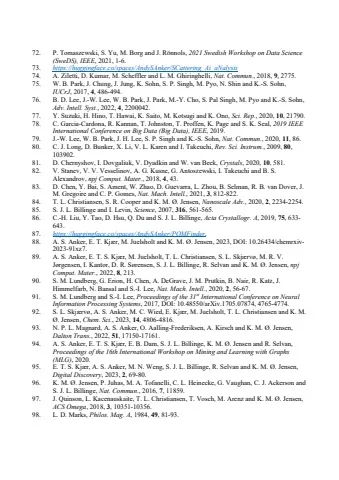 72. P. Tomaszewski, S. Yu, M. Borg and J. Rönnols, 2021 Swedish Workshop on Data Science
(SweDS), IEEE, 2021, 1-6.
73. https://huggingface.co/spaces/AndySAnker/SCattering_Ai_aNalysis
74. A. Ziletti, D. Kumar, M. Scheffler and L. M. Ghiringhelli, Nat. Commun., 2018, 9, 2775.
75. W. B. Park, J. Chung, J. Jung, K. Sohn, S. P. Singh, M. Pyo, N. Shin and K.-S. Sohn,
IUCrJ, 2017, 4, 486-494.
76. B. D. Lee, J.-W. Lee, W. B. Park, J. Park, M.-Y. Cho, S. Pal Singh, M. Pyo and K.-S. Sohn,
Adv. Intell. Syst., 2022, 4, 2200042.
77. Y. Suzuki, H. Hino, T. Hawai, K. Saito, M. Kotsugi and K. Ono, Sci. Rep., 2020, 10, 21790.
78. C. Garcia-Cardona, R. Kannan, T. Johnston, T. Proffen, K. Page and S. K. Seal, 2019 IEEE
International Conference on Big Data (Big Data), IEEE, 2019.
79. J.-W. Lee, W. B. Park, J. H. Lee, S. P. Singh and K.-S. Sohn, Nat. Commun., 2020, 11, 86.
80. C. J. Long, D. Bunker, X. Li, V. L. Karen and I. Takeuchi, Rev. Sci. Instrum., 2009, 80,
103902.
81. D. Chernyshov, I. Dovgaliuk, V. Dyadkin and W. van Beek, Crystals, 2020, 10, 581.
82. V. Stanev, V. V. Vesselinov, A. G. Kusne, G. Antoszewski, I. Takeuchi and B. S.
Alexandrov, npj Comput. Mater., 2018, 4, 43.
83. D. Chen, Y. Bai, S. Ament, W. Zhao, D. Guevarra, L. Zhou, B. Selman, R. B. van Dover, J.
M. Gregoire and C. P. Gomes, Nat. Mach. Intell., 2021, 3, 812-822.
84. T. L. Christiansen, S. R. Cooper and K. M. Ø. Jensen, Nanoscale Adv., 2020, 2, 2234-2254.
85. S. J. L. Billinge and I. Levin, Science, 2007, 316, 561-565.
86. C.-H. Liu, Y. Tao, D. Hsu, Q. Du and S. J. L. Billinge, Acta Crystallogr. A, 2019, 75, 633-
643.
87. https://huggingface.co/spaces/AndySAnker/POMFinder.
88. A. S. Anker, E. T. S. Kjær, M. Juelsholt and K. M. Ø. Jensen, 2023, DOI: 10.26434/chemrxiv-
2023-91xz7.
89. A. S. Anker, E. T. S. Kjær, M. Juelsholt, T. L. Christiansen, S. L. Skjærvø, M. R. V.
Jørgensen, I. Kantor, D. R. Sørensen, S. J. L. Billinge, R. Selvan and K. M. Ø. Jensen, npj
Comput. Mater., 2022, 8, 213.
90. S. M. Lundberg, G. Erion, H. Chen, A. DeGrave, J. M. Prutkin, B. Nair, R. Katz, J.
Himmelfarb, N. Bansal and S.-I. Lee, Nat. Mach. Intell., 2020, 2, 56-67.
91. S. M. Lundberg and S.-I. Lee, Proceedings of the 31st International Conference on Neural
Information Processing Systems, 2017, DOI: 10.48550/arXiv.1705.07874, 4765-4774.
92. S. L. Skjærvø, A. S. Anker, M. C. Wied, E. Kjær, M. Juelsholt, T. L. Christiansen and K. M.
Ø. Jensen, Chem. Sci., 2023, 14, 4806-4816.
93. N. P. L. Magnard, A. S. Anker, O. Aalling-Frederiksen, A. Kirsch and K. M. Ø. Jensen,
Dalton Trans., 2022, 51, 17150-17161.
94. A. S. Anker, E. T. S. Kjær, E. B. Dam, S. J. L. Billinge, K. M. Ø. Jensen and R. Selvan,
Proceedings of the 16th International Workshop on Mining and Learning with Graphs
(MLG), 2020.
95. E. T. S. Kjær, A. S. Anker, M. N. Weng, S. J. L. Billinge, R. Selvan and K. M. Ø. Jensen,
Digital Discovery, 2023, 2, 69-80.
96. K. M. Ø. Jensen, P. Juhas, M. A. Tofanelli, C. L. Heinecke, G. Vaughan, C. J. Ackerson and
S. J. L. Billinge, Nat. Commun., 2016, 7, 11859.
97. J. Quinson, L. Kacenauskaite, T. L. Christiansen, T. Vosch, M. Arenz and K. M. Ø. Jensen,
ACS Omega, 2018, 3, 10351-10356.
98. L. D. Marks, Philos. Mag. A, 1984, 49, 81-93.